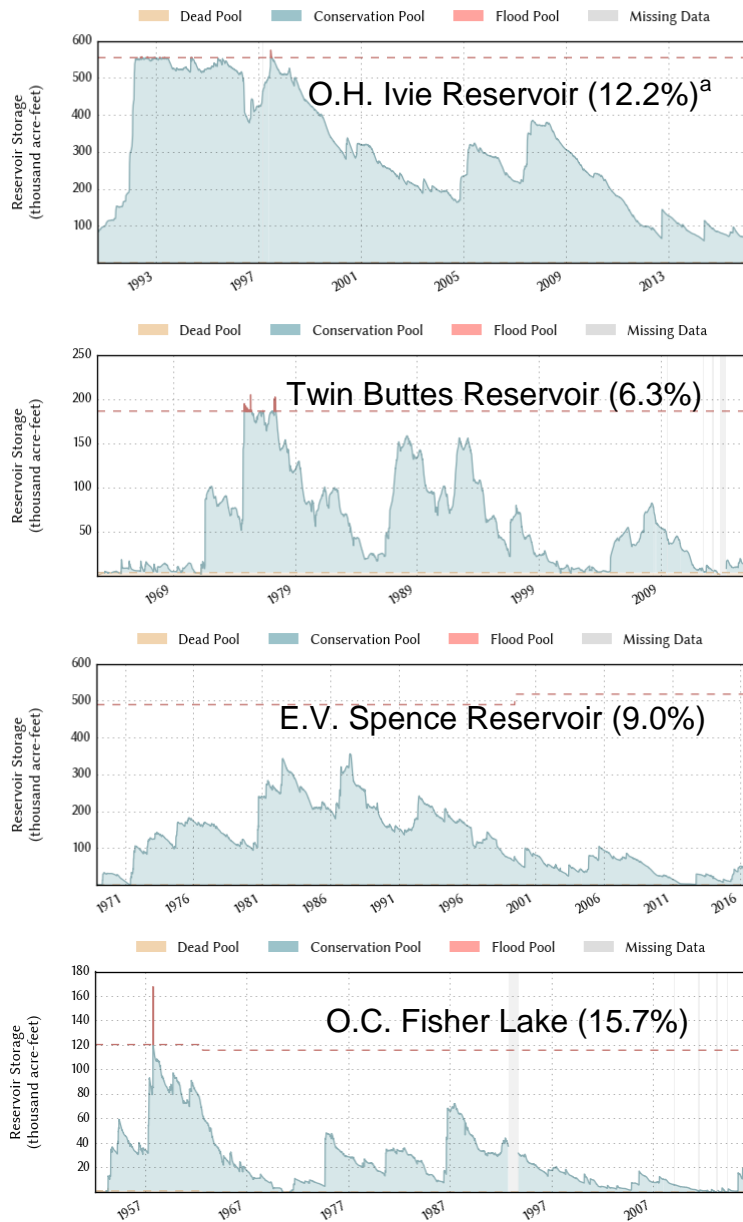 Dead Pool Conservation Pool Flood Pool Missing Data
600
500
400
300
200
100
Reservoir Storage
(thousand acre-feet)
O.H. Ivie Reservoir (12.2%)a
1993 1997 2001 2005 2009 2013
Dead Pool Conservation Pool Flood Pool Missing Data
250
200
150
100
50
Reservoir Storage
(thousand acre-feet)
Twin Buttes Reservoir (6.3%)
1969 1979 1989 1999 2009
Dead Pool Conservation Pool Flood Pool Missing Data
600
500
400
300
200
100
Reservoir Storage
(thousand acre-feet)
E.V. Spence Reservoir (9.0%)
1971 1976 1981 1986 1991 1996 2001 2006 2011 2016
Dead Pool Conservation Pool Flood Pool Missing Data
180
160
140
120
100
80
60
40
20
Reservoir Storage
(thousand acre-feet)
O.C. Fisher Lake (15.7%)
1957 1967 1977 1987 1997 2007